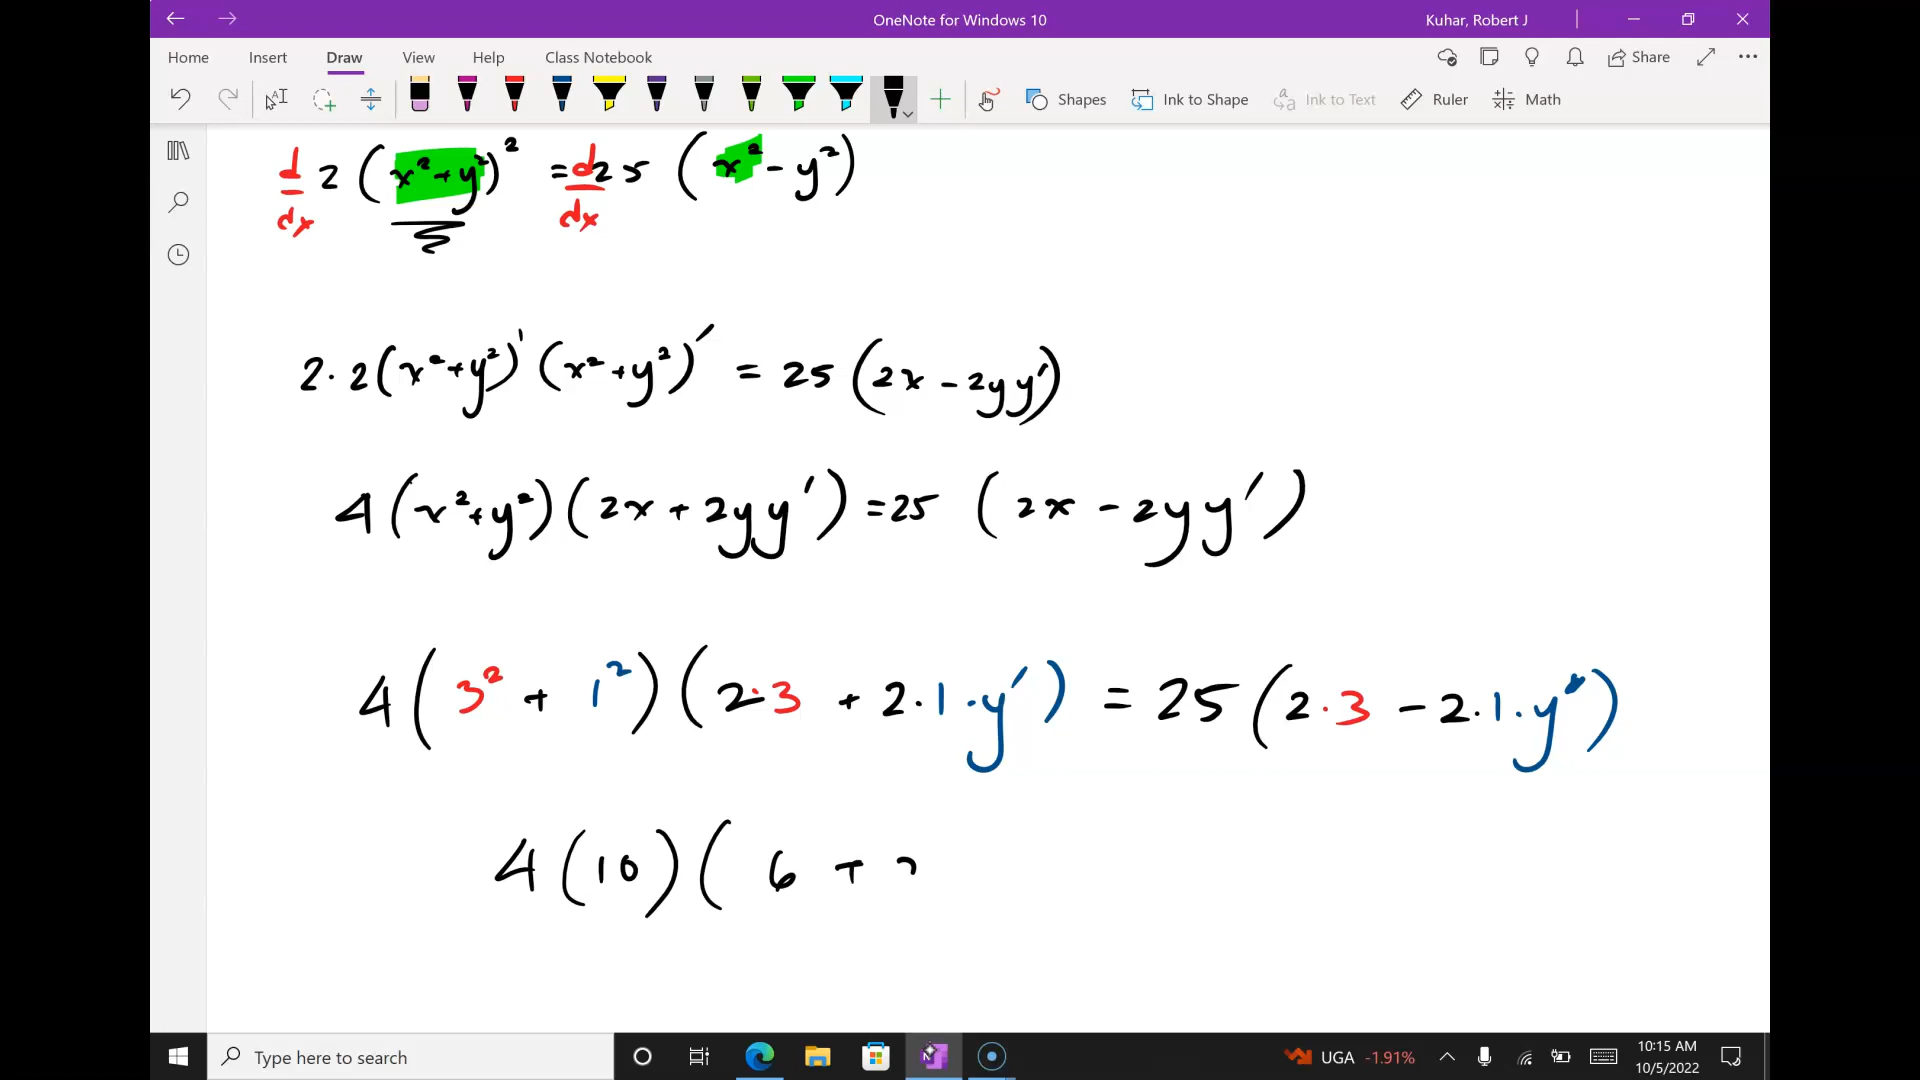 OneNote for Windows 10
Kuhar, Robert J
Home Insert Draw View Help Class Notebook
Share
Shapes Ink to Shape Ink to Text Ruler Math
d/dx 2 (x²+y²)² = d/dx 25 (x² - y²)
2·2(x²+y²)' (x²+y²)' = 25 (2x - 2yy')
4(x²+y²)(2x + 2yy') = 25 (2x - 2yy')
4(3² + 1²)(2·3 + 2·1·y') = 25(2·3 - 2·1·y')
4(10)( 6 +
Type here to search
UGA -1.91%
10:15 AM
10/5/2022